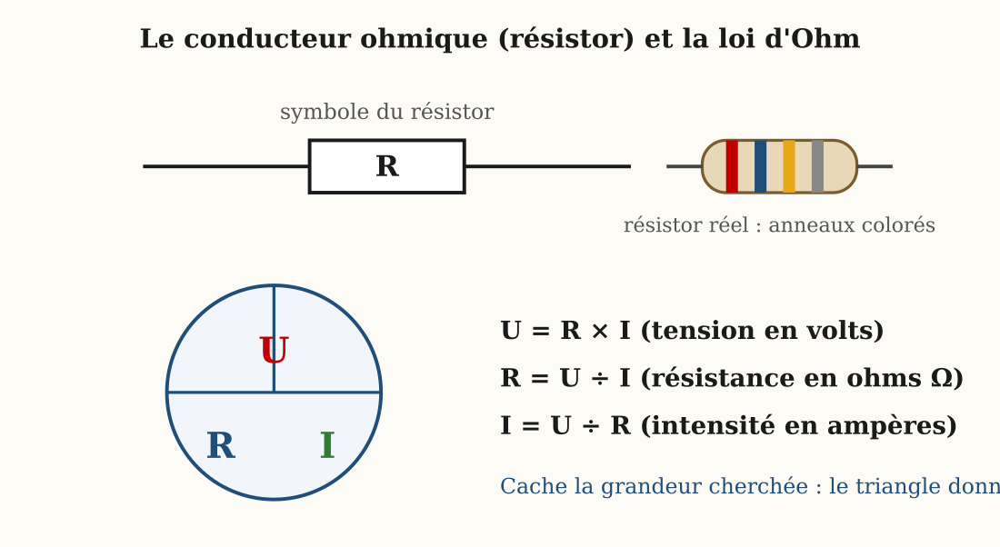 Le conducteur ohmique (résistor) et la loi d'Ohm
symbole du résistor
R
résistor réel : anneaux colorés
U
R I
U = R × I (tension en volts)
R = U ÷ I (résistance en ohms Ω)
I = U ÷ R (intensité en ampères)
Cache la grandeur cherchée : le triangle donn